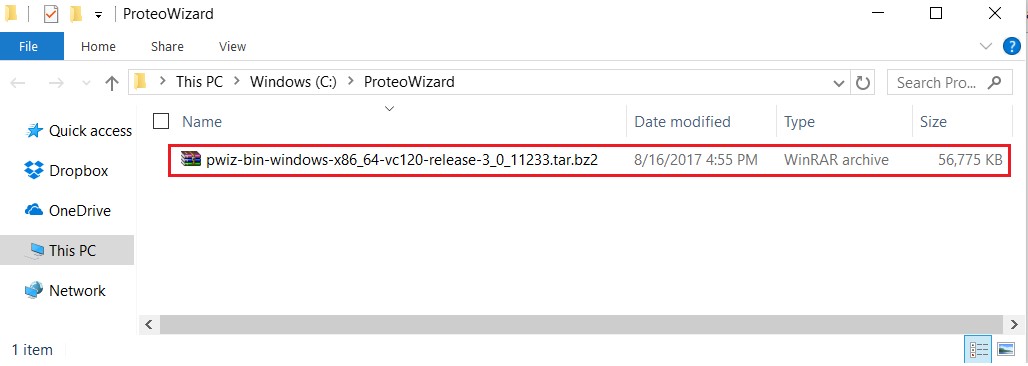 ProteoWizard
File Home Share View
This PC Windows (C:) ProteoWizard Search Pro...
Name Date modified Type Size
pwiz-bin-windows-x86_64-vc120-release-3_0_11233.tar.bz2 8/16/2017 4:55 PM WinRAR archive 56,775 KB
Quick access
Dropbox
OneDrive
This PC
Network
1 item